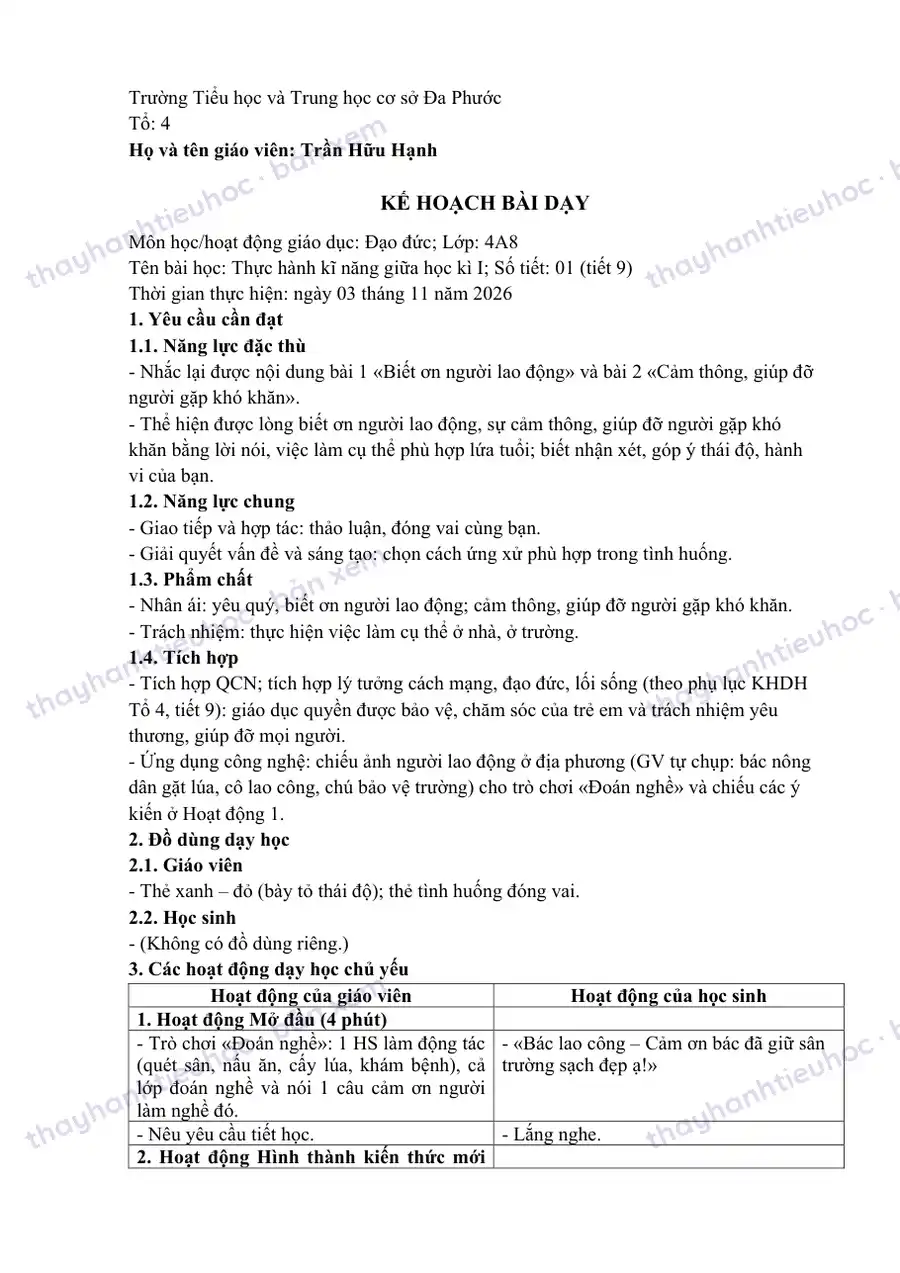 Trường Tiểu học và Trung học cơ sở Đa Phước
Tổ: 4
Họ và tên giáo viên: Trần Hữu Hạnh
KẾ HOẠCH BÀI DẠY
Môn học/hoạt động giáo dục: Đạo đức; Lớp: 4A8
Tên bài học: Thực hành kĩ năng giữa học kì I; Số tiết: 01 (tiết 9)
Thời gian thực hiện: ngày 03 tháng 11 năm 2026
1. Yêu cầu cần đạt
1.1. Năng lực đặc thù
- Nhắc lại được nội dung bài 1 «Biết ơn người lao động» và bài 2 «Cảm thông, giúp đỡ
người gặp khó khăn».
- Thể hiện được lòng biết ơn người lao động, sự cảm thông, giúp đỡ người gặp khó
khăn bằng lời nói, việc làm cụ thể phù hợp lứa tuổi; biết nhận xét, góp ý thái độ, hành
vi của bạn.
1.2. Năng lực chung
- Giao tiếp và hợp tác: thảo luận, đóng vai cùng bạn.
- Giải quyết vấn đề và sáng tạo: chọn cách ứng xử phù hợp trong tình huống.
1.3. Phẩm chất
- Nhân ái: yêu quý, biết ơn người lao động; cảm thông, giúp đỡ người gặp khó khăn.
- Trách nhiệm: thực hiện việc làm cụ thể ở nhà, ở trường.
1.4. Tích hợp
- Tích hợp QCN; tích hợp lý tưởng cách mạng, đạo đức, lối sống (theo phụ lục KHDH
Tổ 4, tiết 9): giáo dục quyền được bảo vệ, chăm sóc của trẻ em và trách nhiệm yêu
thương, giúp đỡ mọi người.
- Ứng dụng công nghệ: chiếu ảnh người lao động ở địa phương (GV tự chụp: bác nông
dân gặt lúa, cô lao công, chú bảo vệ trường) cho trò chơi «Đoán nghề» và chiếu các ý
kiến ở Hoạt động 1.
2. Đồ dùng dạy học
2.1. Giáo viên
- Thẻ xanh – đỏ (bày tỏ thái độ); thẻ tình huống đóng vai.
2.2. Học sinh
- (Không có đồ dùng riêng.)
3. Các hoạt động dạy học chủ yếu
Hoạt động của giáo viên
Hoạt động của học sinh
1. Hoạt động Mở đầu (4 phút)
- Trò chơi «Đoán nghề»: 1 HS làm động tác
(quét sân, nấu ăn, cấy lúa, khám bệnh), cả
lớp đoán nghề và nói 1 câu cảm ơn người
làm nghề đó.
- «Bác lao công – Cảm ơn bác đã giữ sân
trường sạch đẹp ạ!»
- Nêu yêu cầu tiết học.
- Lắng nghe.
2. Hoạt động Hình thành kiến thức mới
thayhanhtieuhoc · bản xem
thayhanhtieuhoc · b
thayhanhtieuhoc · bản xem
thayhanhtieuhoc · b
thayhanhtieuhoc · bản xem
thayhanhtieuhoc · b